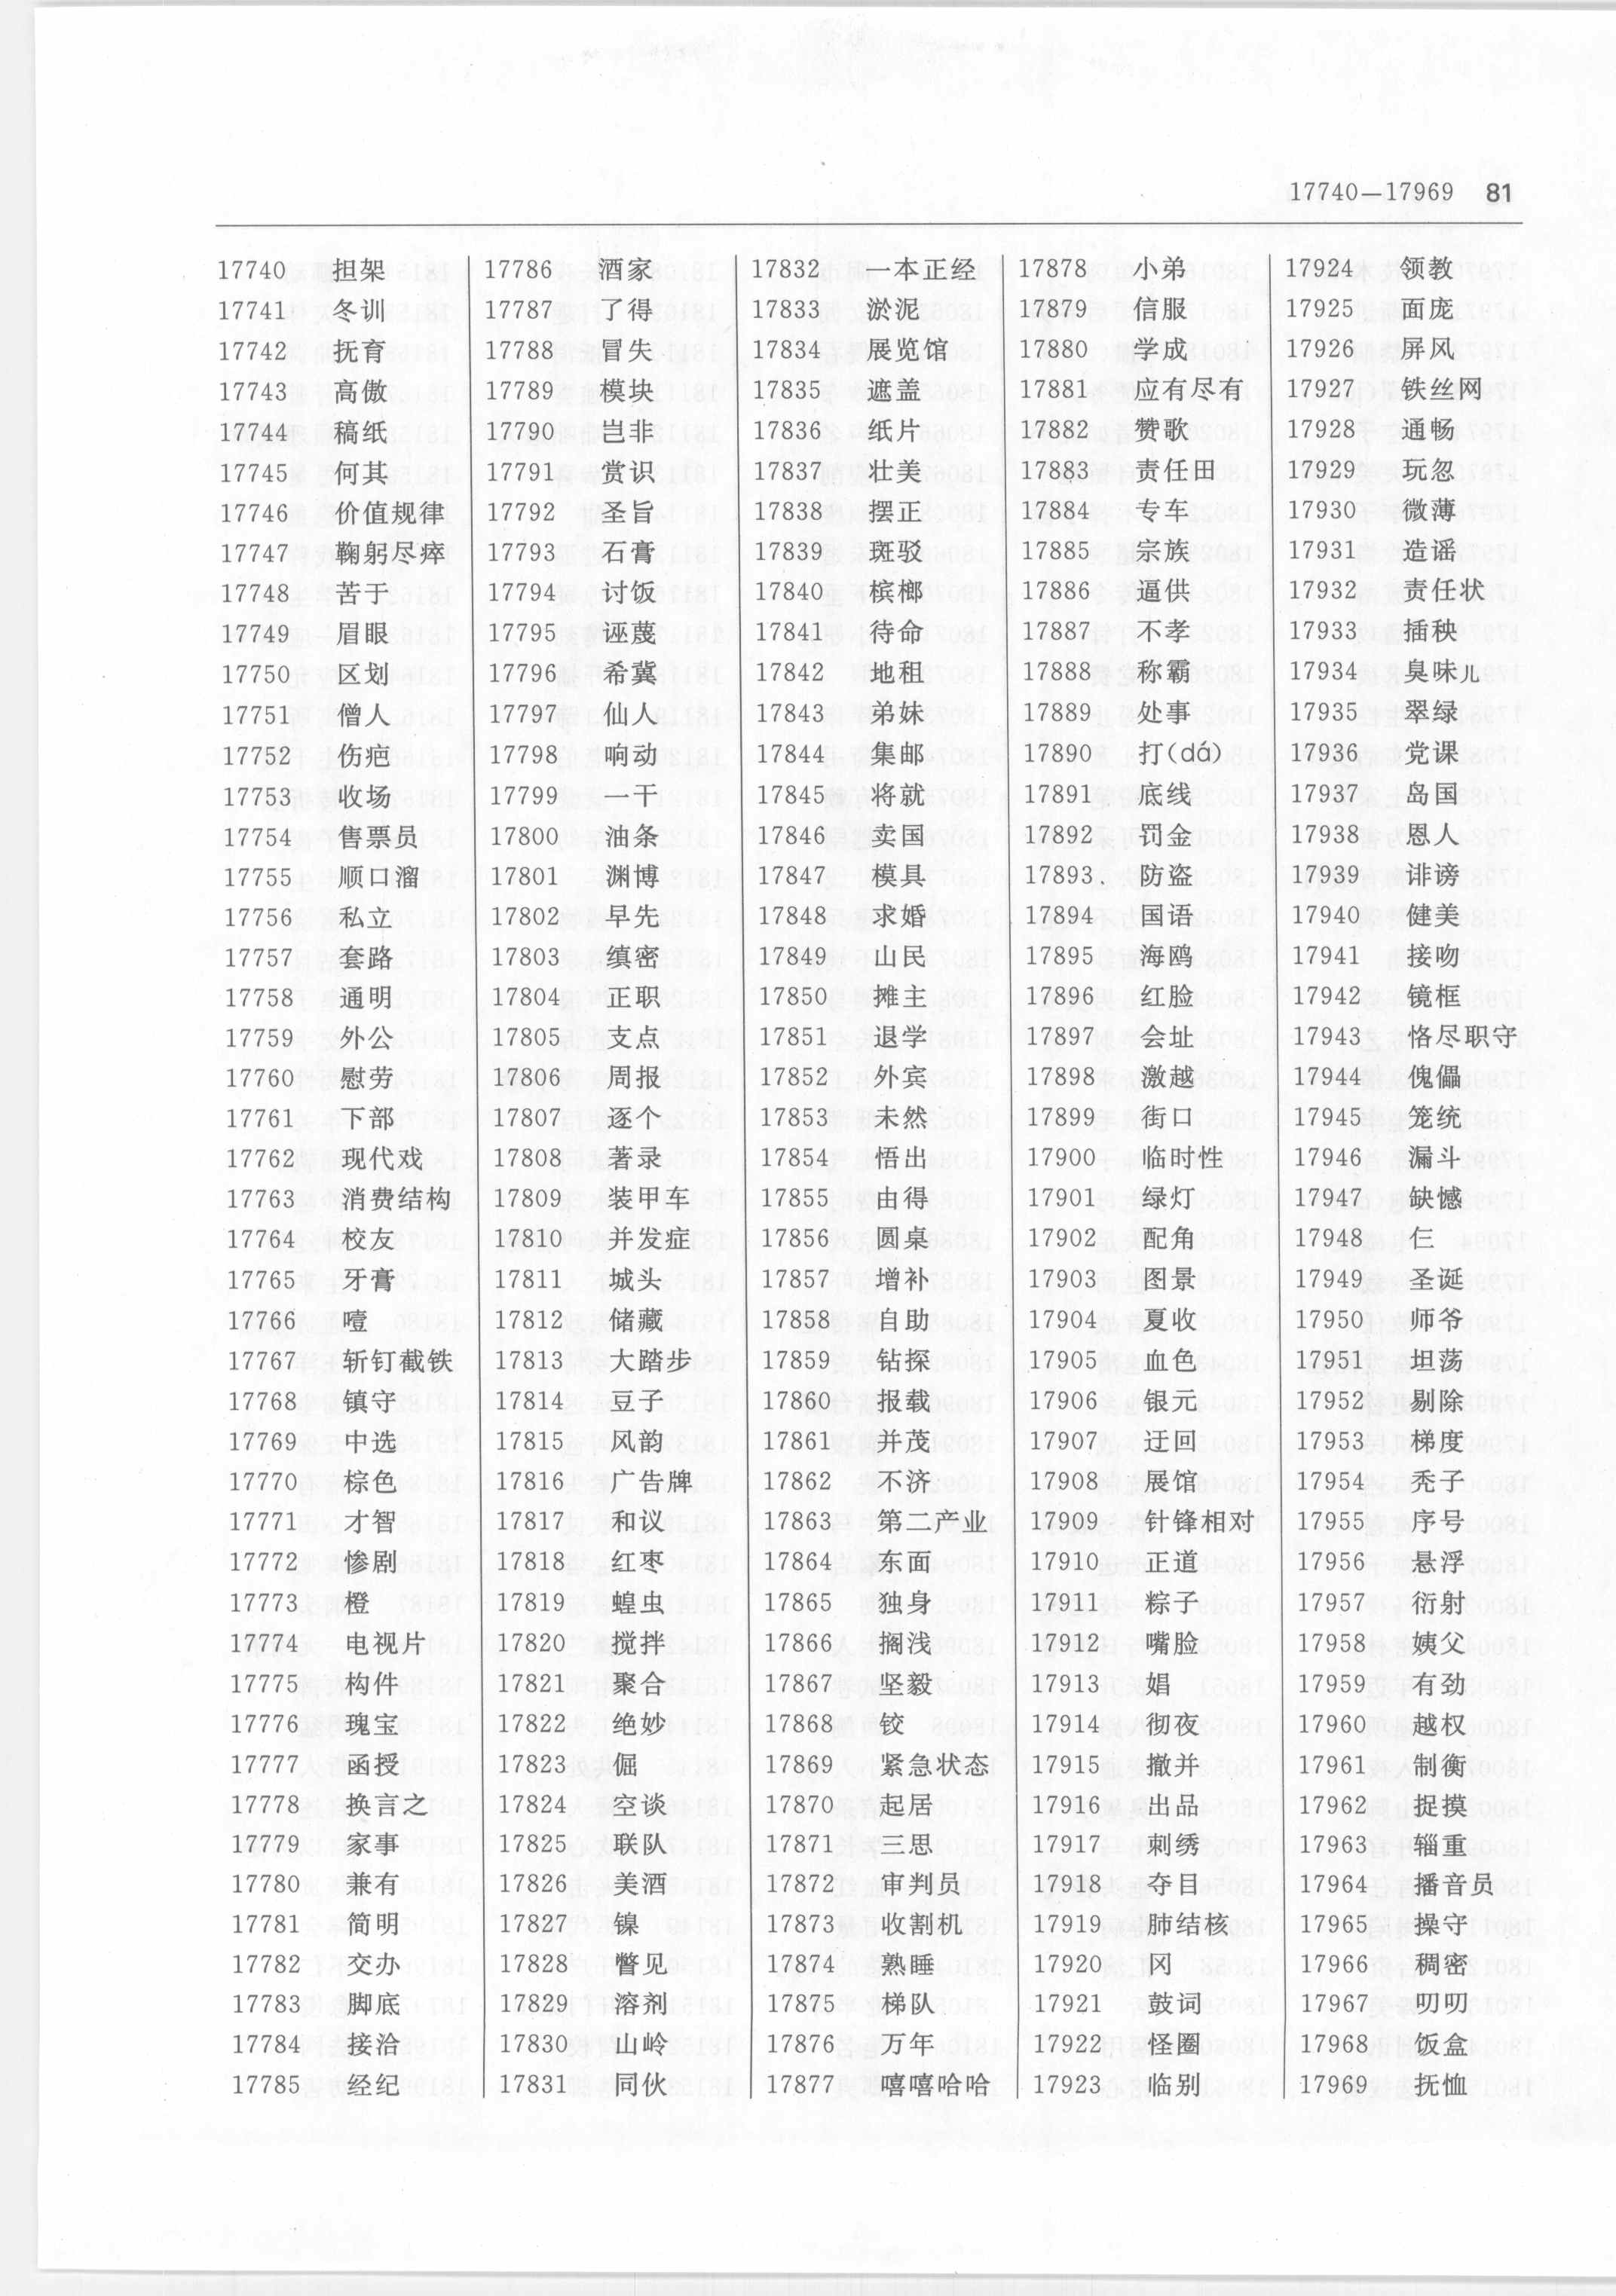 17740—17969 81
17740 担架
17741 冬训
17742 抚育
17743 高傲
17744 稿纸
17745 何其
17746 价值规律
17747 鞠躬尽瘁
17748 苦于
17749 眉眼
17750 区划
17751 僧人
17752 伤疤
17753 收场
17754 售票员
17755 顺口溜
17756 私立
17757 套路
17758 通明
17759 外公
17760 慰劳
17761 下部
17762 现代戏
17763 消费结构
17764 校友
17765 牙膏
17766 噎
17767 斩钉截铁
17768 镇守
17769 中选
17770 棕色
17771 才智
17772 惨剧
17773 橙
17774 电视片
17775 构件
17776 瑰宝
17777 函授
17778 换言之
17779 家事
17780 兼有
17781 简明
17782 交办
17783 脚底
17784 接洽
17785 经纪
17786 酒家
17787 了得
17788 冒失
17789 模块
17790 岂非
17791 赏识
17792 圣旨
17793 石膏
17794 讨饭
17795 诬蔑
17796 希冀
17797 仙人
17798 响动
17799 一干
17800 油条
17801 渊博
17802 早先
17803 缜密
17804 正职
17805 支点
17806 周报
17807 逐个
17808 著录
17809 装甲车
17810 并发症
17811 城头
17812 储藏
17813 大踏步
17814 豆子
17815 风韵
17816 广告牌
17817 和议
17818 红枣
17819 蝗虫
17820 搅拌
17821 聚合
17822 绝妙
17823 倔
17824 空谈
17825 联队
17826 美酒
17827 镍
17828 瞥见
17829 溶剂
17830 山岭
17831 同伙
17832 一本正经
17833 淤泥
17834 展览馆
17835 遮盖
17836 纸片
17837 壮美
17838 摆正
17839 斑驳
17840 槟榔
17841 待命
17842 地租
17843 弟妹
17844 集邮
17845 将就
17846 卖国
17847 模具
17848 求婚
17849 山民
17850 摊主
17851 退学
17852 外宾
17853 未然
17854 悟出
17855 由得
17856 圆桌
17857 增补
17858 自助
17859 钻探
17860 报载
17861 并茂
17862 不济
17863 第二产业
17864 东面
17865 独身
17866 搁浅
17867 坚毅
17868 铰
17869 紧急状态
17870 起居
17871 三思
17872 审判员
17873 收割机
17874 熟睡
17875 梯队
17876 万年
17877 嘻嘻哈哈
17878 小弟
17879 信服
17880 学成
17881 应有尽有
17882 赞歌
17883 责任田
17884 专车
17885 宗族
17886 逼供
17887 不孝
17888 称霸
17889 处事
17890 打(dá)
17891 底线
17892 罚金
17893 防盗
17894 国语
17895 海鸥
17896 红脸
17897 会址
17898 激越
17899 街口
17900 临时性
17901 绿灯
17902 配角
17903 图景
17904 夏收
17905 血色
17906 银元
17907 迂回
17908 展馆
17909 针锋相对
17910 正道
17911 粽子
17912 嘴脸
17913 娼
17914 彻夜
17915 撤并
17916 出品
17917 刺绣
17918 夺目
17919 肺结核
17920 冈
17921 鼓词
17922 怪圈
17923 临别
17924 领教
17925 面庞
17926 屏风
17927 铁丝网
17928 通畅
17929 玩忽
17930 微薄
17931 造谣
17932 责任状
17933 插秧
17934 臭味儿
17935 翠绿
17936 党课
17937 岛国
17938 恩人
17939 诽谤
17940 健美
17941 接吻
17942 镜框
17943 恪尽职守
17944 傀儡
17945 笼统
17946 漏斗
17947 缺憾
17948 仨
17949 圣诞
17950 师爷
17951 坦荡
17952 剔除
17953 梯度
17954 秃子
17955 序号
17956 悬浮
17957 衍射
17958 姨父
17959 有劲
17960 越权
17961 制衡
17962 捉摸
17963 辎重
17964 播音员
17965 操守
17966 稠密
17967 叨叨
17968 饭盒
17969 抚恤